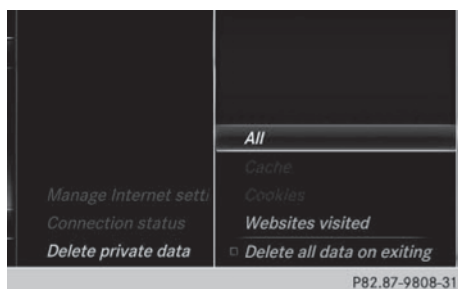 All
Cache
Cookies
Manage Internet setti
Connection status
Websites visited
Delete private data
Delete all data on exiting
P82.87-9808-31